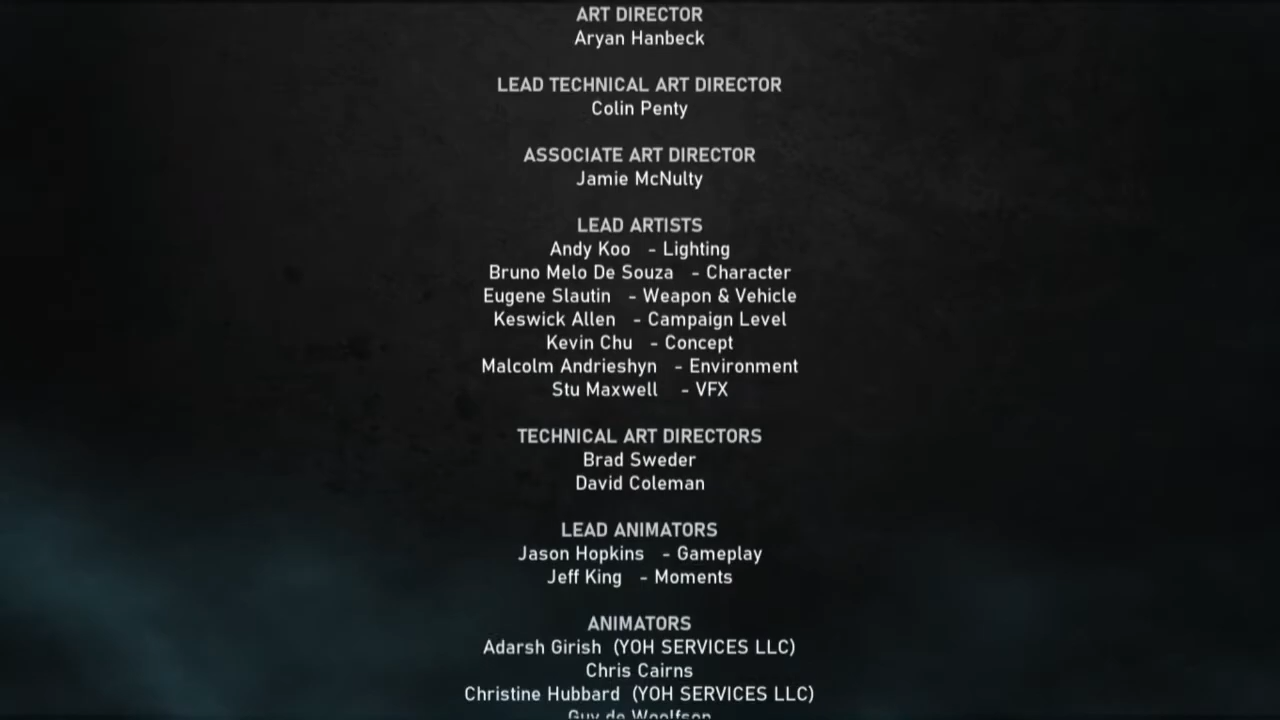 ART DIRECTOR
Aryan Hanbeck
LEAD TECHNICAL ART DIRECTOR
Colin Penty
ASSOCIATE ART DIRECTOR
Jamie McNulty
LEAD ARTISTS
Andy Koo - Lighting
Bruno Melo De Souza - Character
Eugene Slautin - Weapon & Vehicle
Keswick Allen - Campaign Level
Kevin Chu - Concept
Malcolm Andrieshyn - Environment
Stu Maxwell - VFX
TECHNICAL ART DIRECTORS
Brad Sweder
David Coleman
LEAD ANIMATORS
Jason Hopkins - Gameplay
Jeff King - Moments
ANIMATORS
Adarsh Girish (YOH SERVICES LLC)
Chris Cairns
Christine Hubbard (YOH SERVICES LLC)
Guy de Woolfson